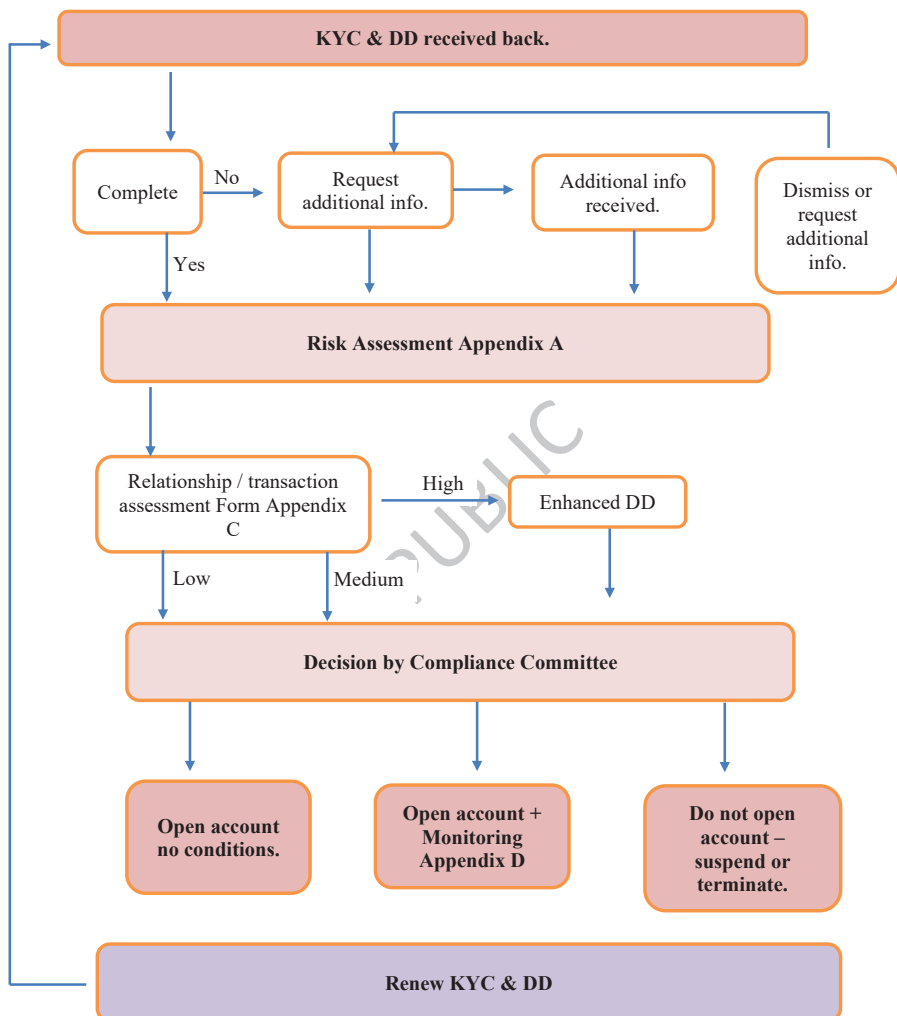 KYC & DD received back.
Complete
No
Request
additional info.
Additional info
received.
Dismiss or
request
additional
info.
Yes
Risk Assessment Appendix A
Relationship / transaction
assessment Form Appendix
C
High
Enhanced DD
PUBLIC
Low
Medium
Decision by Compliance Committee
Open account
no conditions.
Open account +
Monitoring
Appendix D
Do not open
account –
suspend or
terminate.
Renew KYC & DD